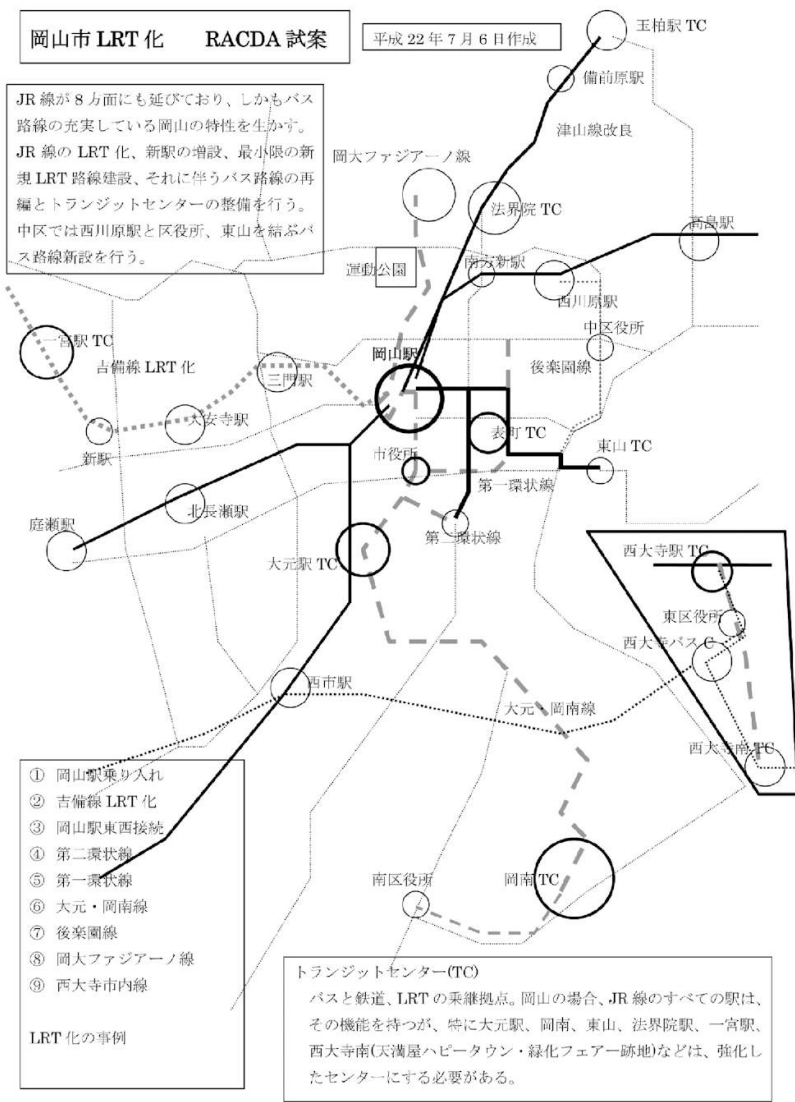 岡山市 LRT 化　　RACDA 試案
平成 22 年 7 月 6 日作成
JR 線が 8 方面にも延びており、しかもバス
路線の充実している岡山の特性を生かす。
JR 線の LRT 化、新駅の増設、最小限の新
規 LRT 路線建設、それに伴うバス路線の再
編とトランジットセンターの整備を行う。
中区では西川原駅と区役所、東山を結ぶバ
ス路線新設を行う。
玉柏駅 TC
備前原駅
津山線改良
岡大ファジアーノ線
法界院 TC
高島駅
運動公園
南方新駅
西川原駅
中区役所
一宮駅 TC
吉備線 LRT 化
岡山駅
後楽園線
三門駅
大安寺駅
新駅
表町 TC
東山 TC
市役所
第一環状線
北長瀬駅
庭瀬駅
第二環状線
大元駅 TC
西大寺駅 TC
東区役所
西大寺バス C
西市駅
大元・岡南線
西大寺南 TC
① 岡山駅乗り入れ
② 吉備線 LRT 化
③ 岡山駅東西接続
④ 第二環状線
⑤ 第一環状線
⑥ 大元・岡南線
⑦ 後楽園線
⑧ 岡大ファジアーノ線
⑨ 西大寺市内線
LRT 化の事例
南区役所
岡南 TC
トランジットセンター(TC)
バスと鉄道、LRT の乗継拠点。岡山の場合、JR 線のすべての駅は、
その機能を持つが、特に大元駅、岡南、東山、法界院駅、一宮駅、
西大寺南(天満屋ハピータウン・緑化フェアー跡地)などは、強化し
たセンターにする必要がある。